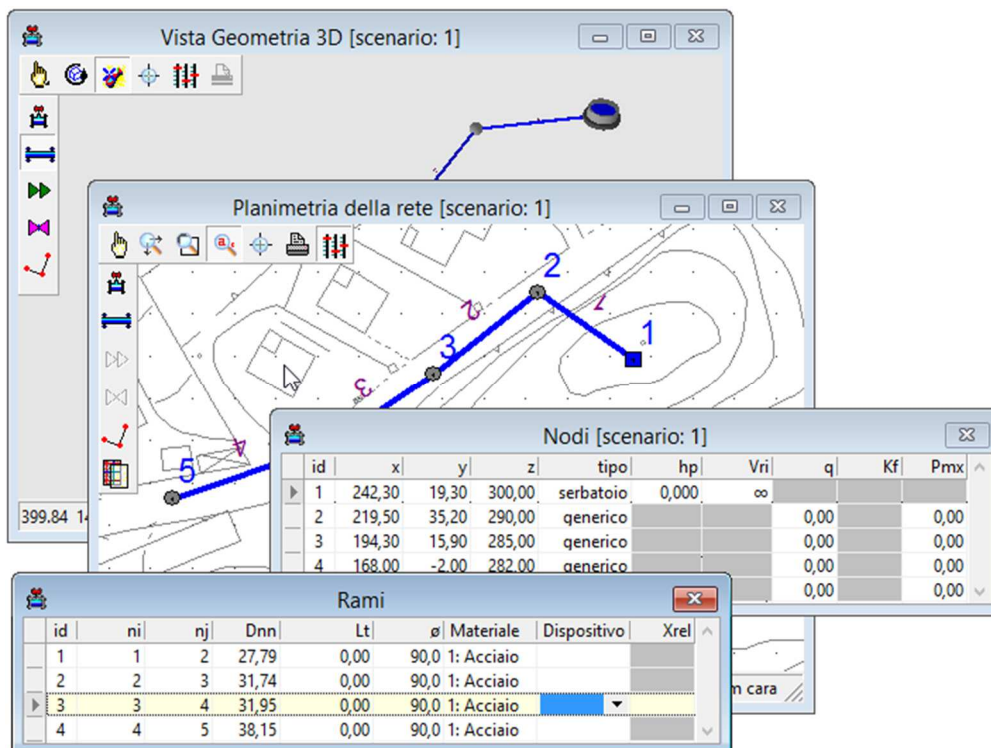 Vista Geometria 3D [scenario: 1]
Planimetria della rete [scenario: 1]
2
1
2
1
3
3
4
5
399.84 14
Nodi [scenario: 1]
id x y z tipo hp Vri q Kf Pmx
1 242,30 19,30 300,00 serbatoio 0,000 ∞
2 219,50 35,20 290,00 generico 0,00 0,00
3 194,30 15,90 285,00 generico 0,00 0,00
4 168,00 -2,00 282,00 generico 0,00 0,00
0,00 0,00
Rami
id ni nj Dnn Lt ø Materiale Dispositivo Xrel
1 1 2 27,79 0,00 90,0 1: Acciaio
2 2 3 31,74 0,00 90,0 1: Acciaio
3 3 4 31,95 0,00 90,0 1: Acciaio
4 4 5 38,15 0,00 90,0 1: Acciaio
m cara